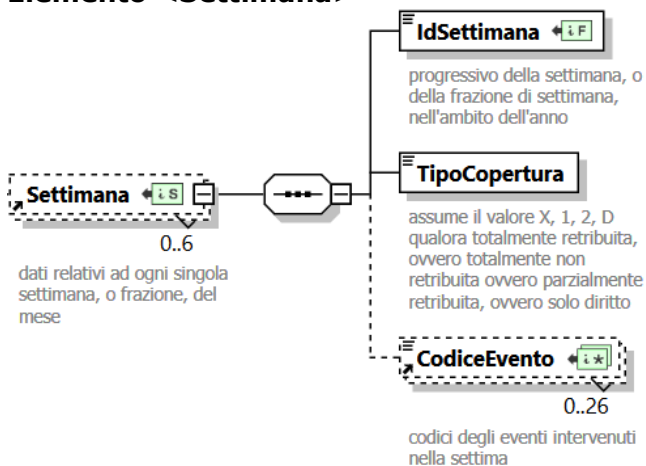 Elemento <Settimana>
IdSettimana i F
progressivo della settimana, o
della frazione di settimana,
nell'ambito dell'anno
Settimana i S
0..6
dati relativi ad ogni singola
settimana, o frazione, del
mese
TipoCopertura
assume il valore X, 1, 2, D
qualora totalmente retribuita,
ovvero totalmente non
retribuita ovvero parzialmente
retribuita, ovvero solo diritto
CodiceEvento i *
0..26
codici degli eventi intervenuti
nella settima